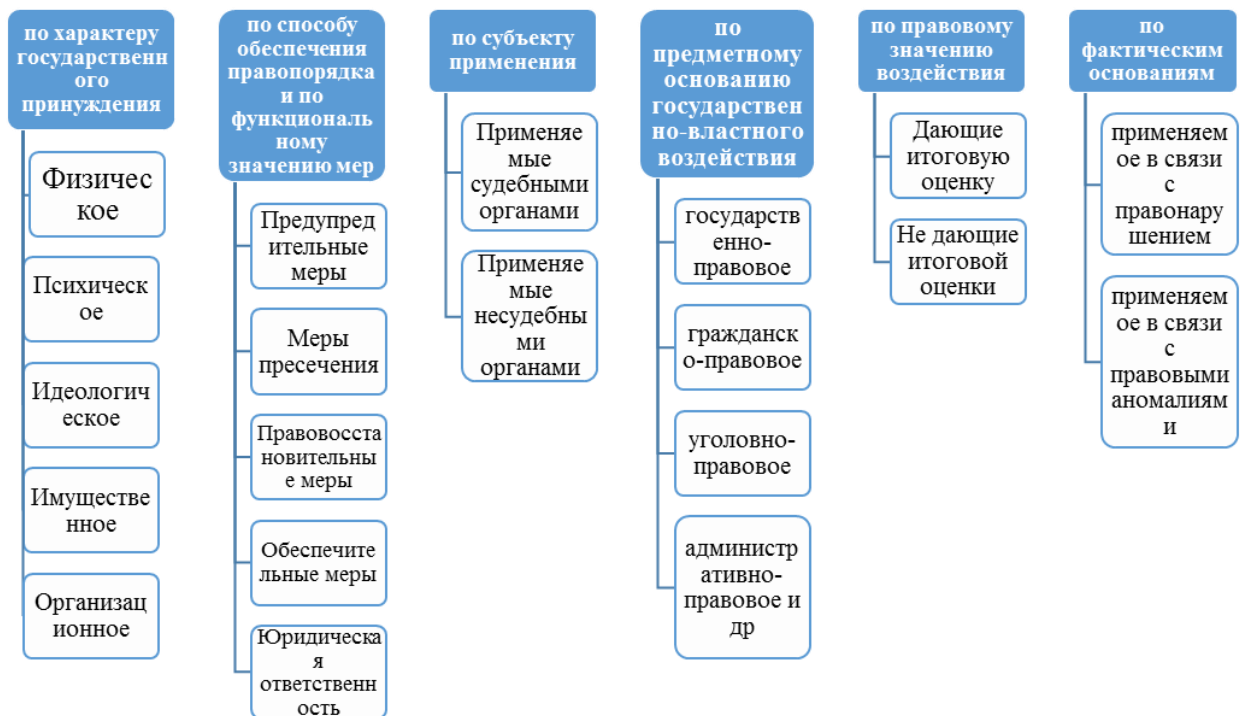 по характеру
государственн
ого
принуждения
Физичес
кое
Психическ
ое
Идеологич
еское
Имуществе
нное
Организац
ионное
по способу
обеспечения
правопорядка
и по
функциональ
ному
значению мер
Предупред
ительные
меры
Меры
пресечения
Правовосста
новительны
е меры
Обеспечите
льные меры
Юридическа
я
ответственн
ость
по субъекту
применения
Применяе
мые
судебными
органами
Применяе
мые
несудебны
ми
органами
по
предметному
основанию
государствен
но-властного
воздействия
государств
енно-
правовое
гражданск
о-правовое
уголовно-
правовое
администр
ативно-
правовое и
др
по правовому
значению
воздействия
Дающие
итоговую
оценку
Не дающие
итоговой
оценки
по
фактическим
основаниям
применяем
ое в связи
с
правонару
шением
применяем
ое в связи
с
правовыми
аномалиям
и